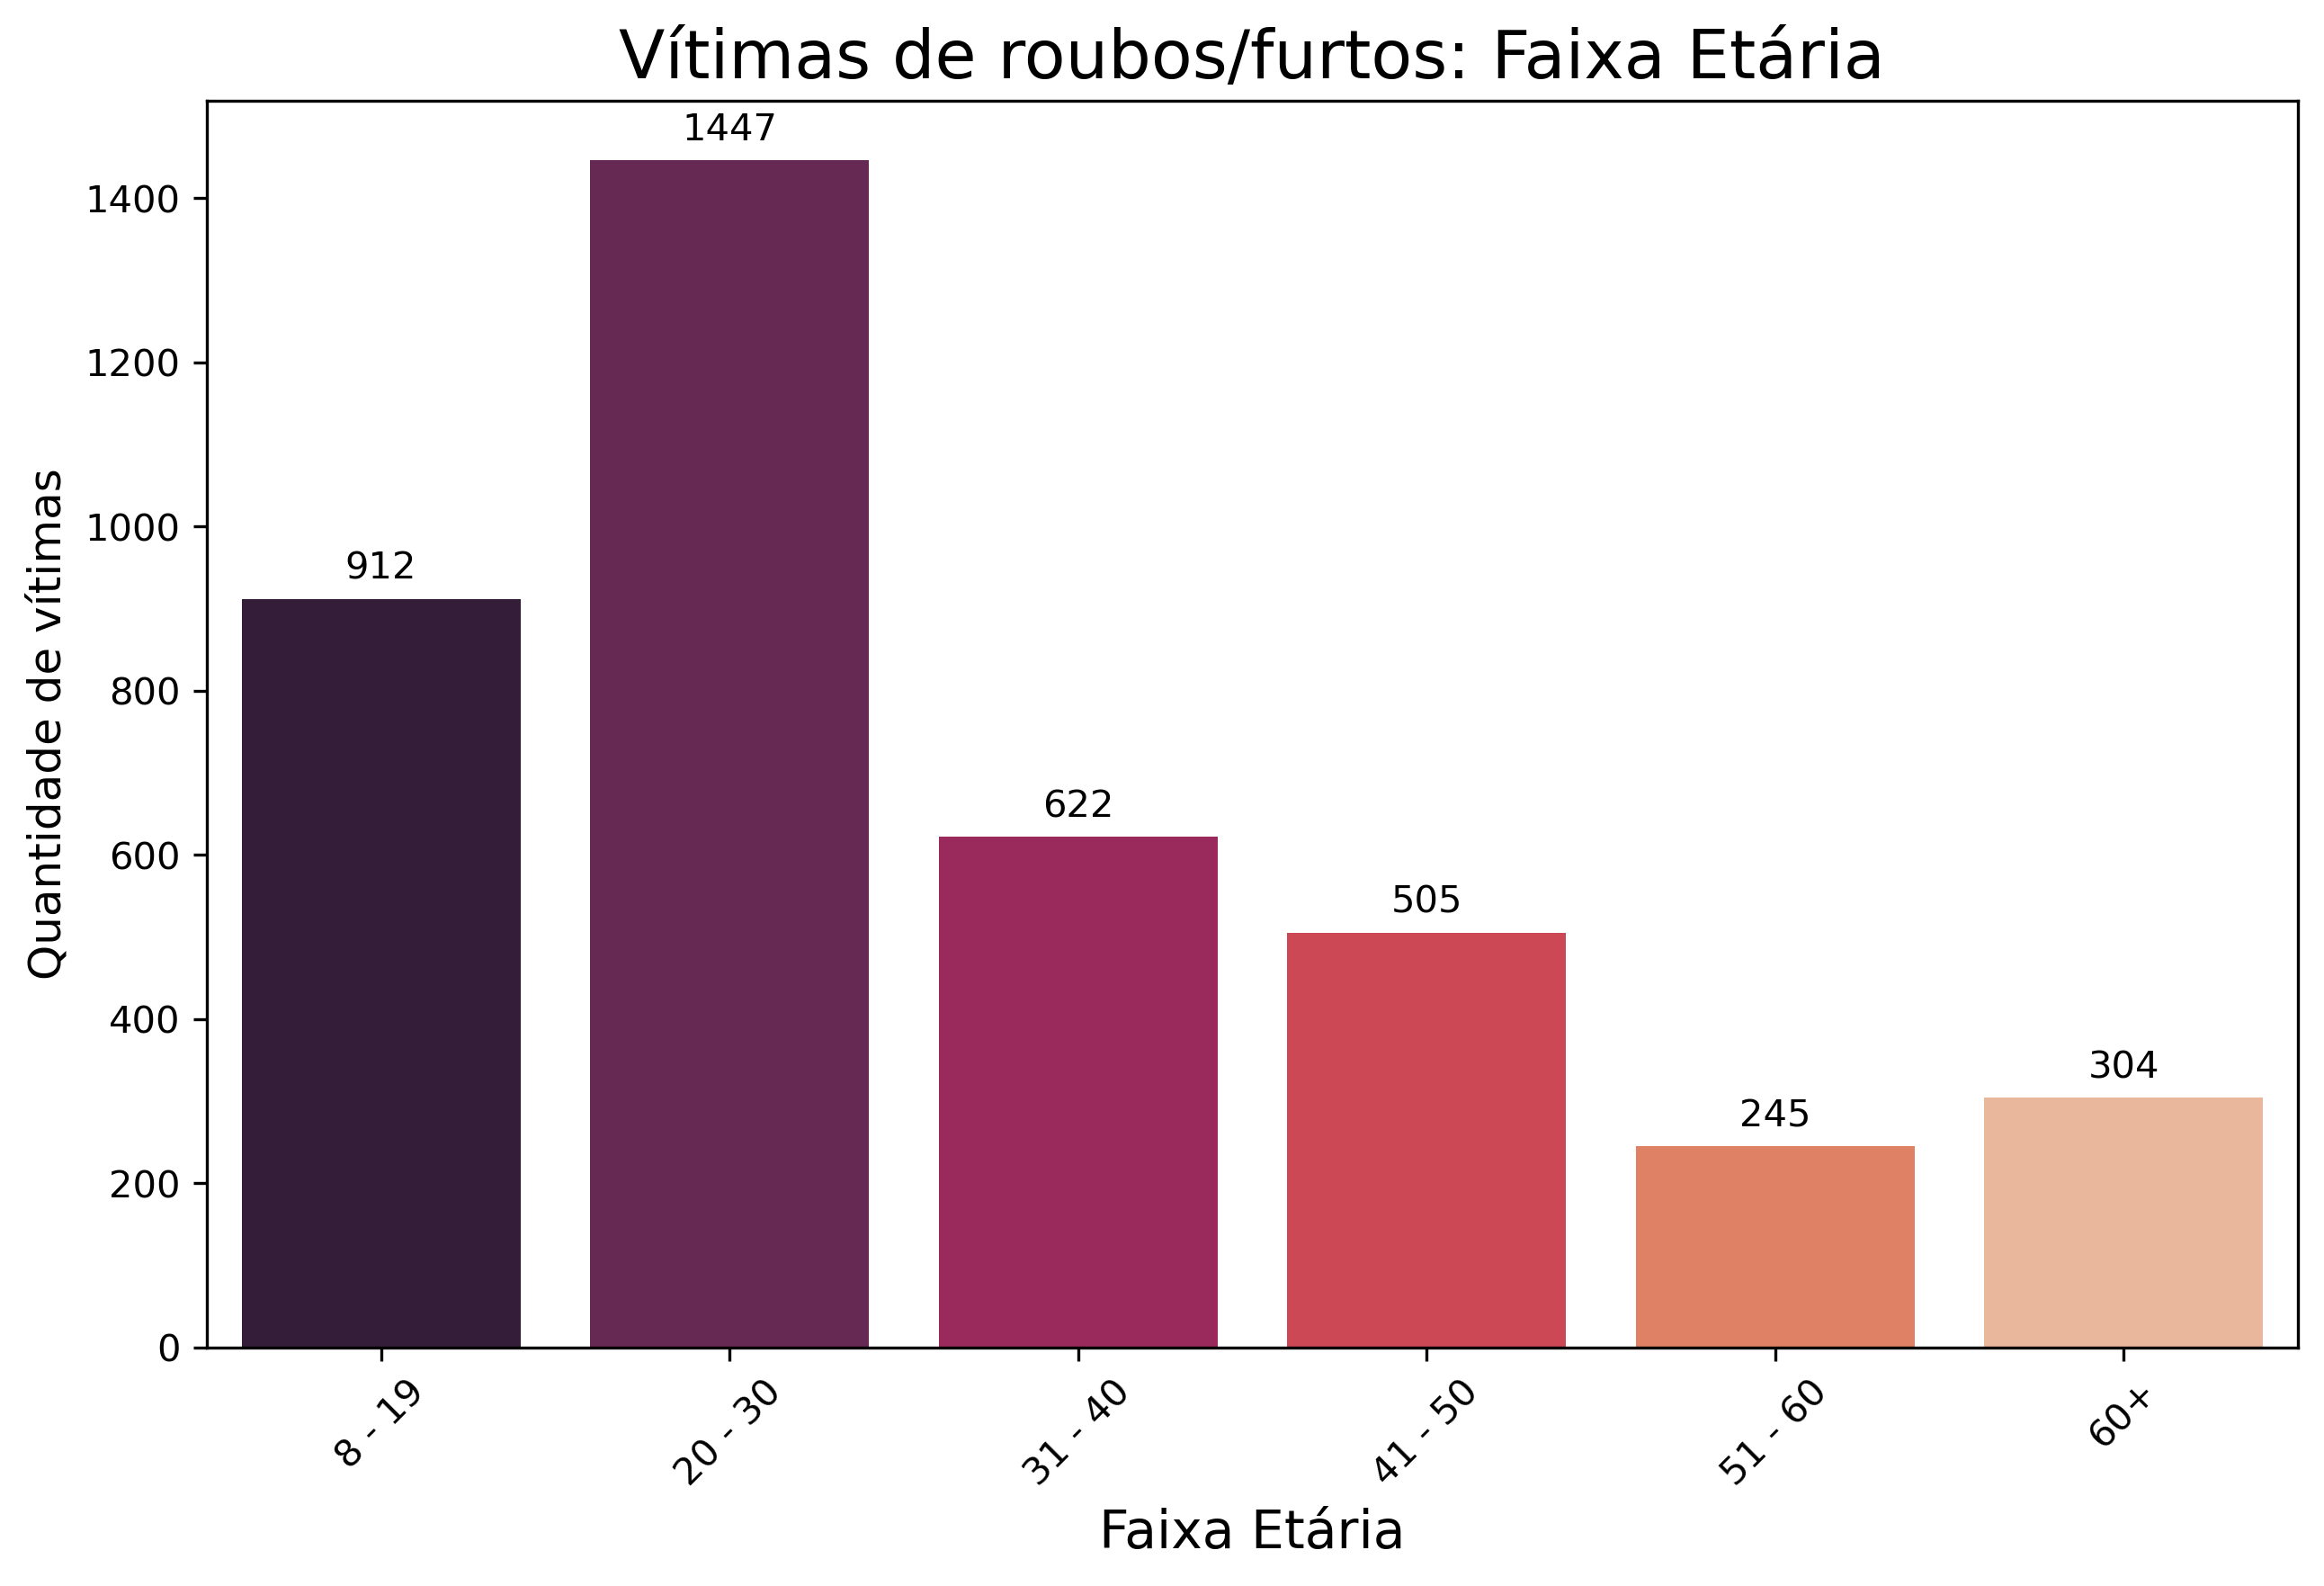 Vítimas de roubos/furtos: Faixa Etária
Quantidade de vítimas
1400
1200
1000
800
600
400
200
0
912
1447
622
505
245
304
8 - 19
20 - 30
31 - 40
41 - 50
51 - 60
60+
Faixa Etária